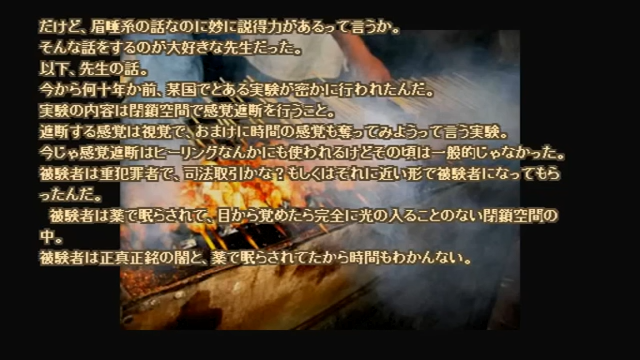 だけど、眉唾系の話なのに妙に説得力があるって言うか。
そんな話をするのが大好きな先生だった。
以下、先生の話。
今から何十年か前、某国でとある実験が密かに行われたんだ。
実験の内容は閉鎖空間で感覚遮断を行うこと。
遮断する感覚は視覚で、おまけに時間の感覚も奪ってみようって言う実験。
今じゃ感覚遮断はヒーリングなんかにも使われるけどその頃は一般的じゃなかった。
被験者は重犯罪者で、司法取引かな？もしくはそれに近い形で被験者になってもら
ったんだ。
　被験者は薬で眠らされて、目から覚めたら完全に光の入ることのない閉鎖空間の
中。
被験者は正真正銘の闇と、薬で眠らされてたから時間もわかんない。